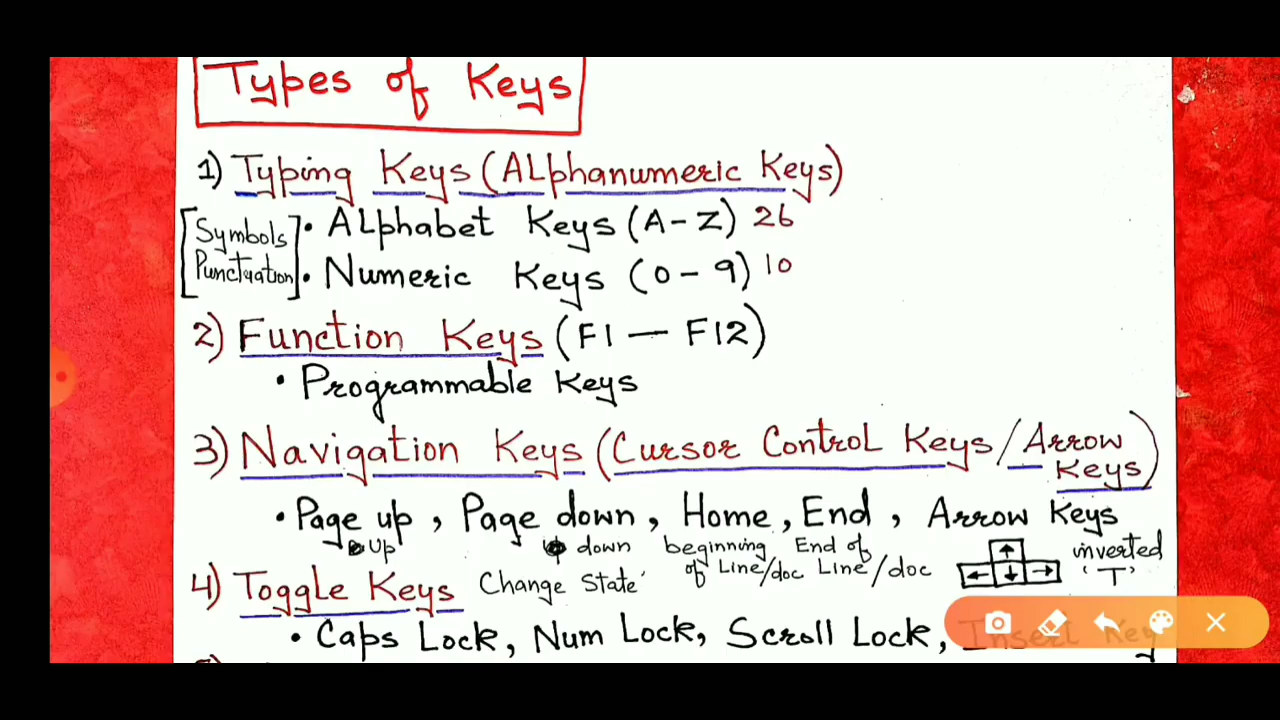 Types of Keys
1) Typing Keys (ALphanumeric Keys)
[Symbols Punctuation]
• ALphabet Keys (A-Z) 26
• Numeric Keys (0-9) 10
2) Function Keys (F1 — F12)
• Programmable Keys
3) Navigation Keys (Cursor Control Keys/Arrow Keys)
• Page up, Page down, Home, End, Arrow Keys
Up down beginning of Line/doc End of Line/doc inverted 'T'
4) Toggle Keys Change State
• Caps Lock, Num Lock, Scroll Lock, Insert Key